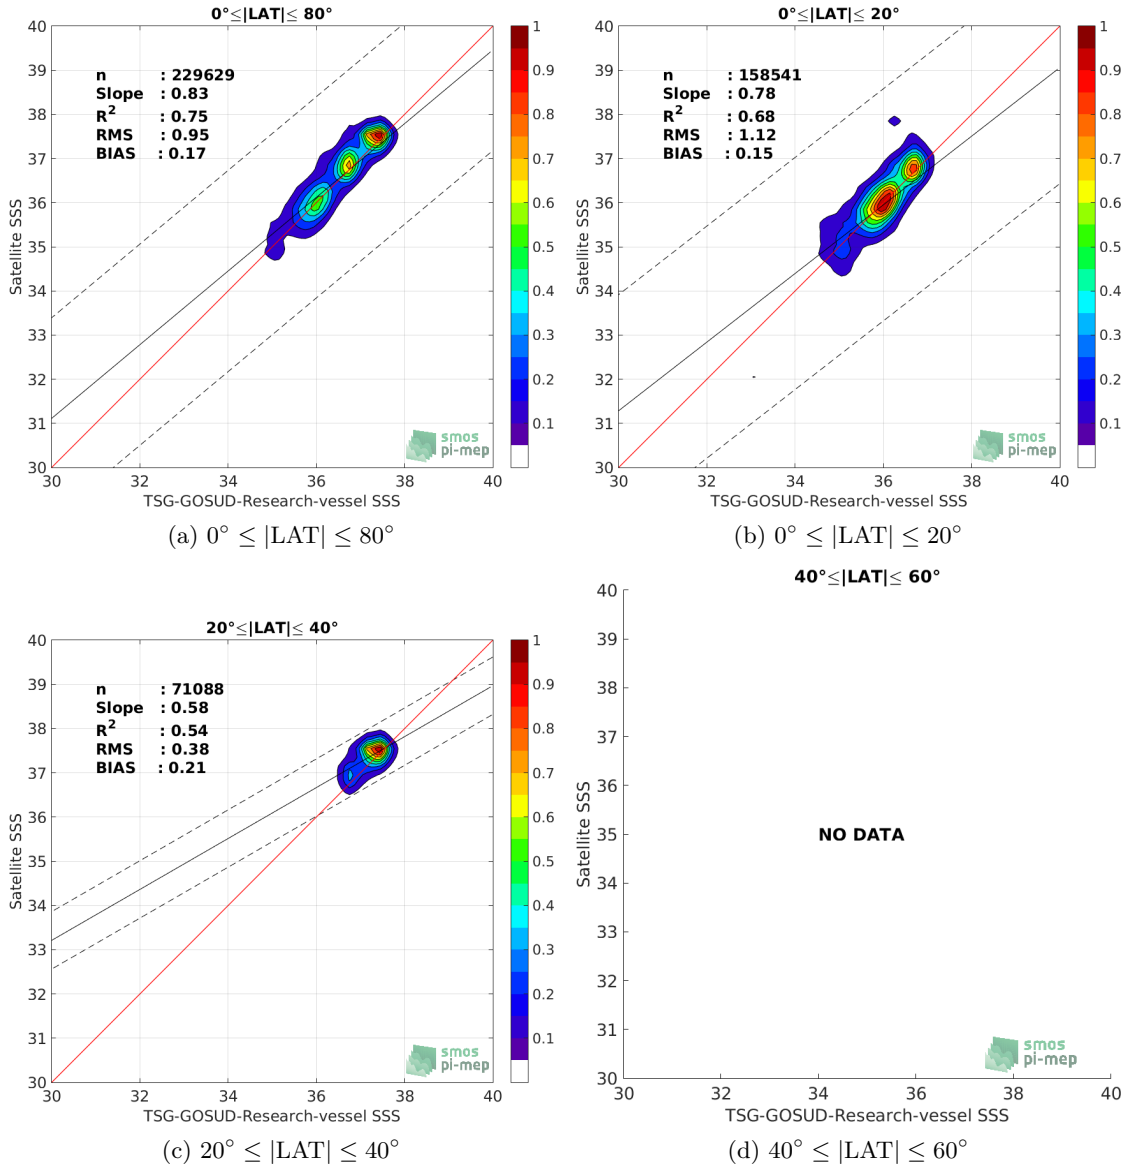 0°≤|LAT|≤ 80°
40
39
38
37
36
35
34
33
32
31
30
30
32
34
36
38
40
Satellite SSS
TSG-GOSUD-Research-vessel SSS
n : 229629
Slope : 0.83
R² : 0.75
RMS : 0.95
BIAS : 0.17
smos
pi-mep
1
0.9
0.8
0.7
0.6
0.5
0.4
0.3
0.2
0.1
(a) 0° ≤ |LAT| ≤ 80°
0°≤|LAT|≤ 20°
40
39
38
37
36
35
34
33
32
31
30
30
32
34
36
38
40
Satellite SSS
TSG-GOSUD-Research-vessel SSS
n : 158541
Slope : 0.78
R² : 0.68
RMS : 1.12
BIAS : 0.15
smos
pi-mep
1
0.9
0.8
0.7
0.6
0.5
0.4
0.3
0.2
0.1
(b) 0° ≤ |LAT| ≤ 20°
20°≤|LAT|≤ 40°
40
39
38
37
36
35
34
33
32
31
30
30
32
34
36
38
40
Satellite SSS
TSG-GOSUD-Research-vessel SSS
n : 71088
Slope : 0.58
R² : 0.54
RMS : 0.38
BIAS : 0.21
smos
pi-mep
1
0.9
0.8
0.7
0.6
0.5
0.4
0.3
0.2
0.1
(c) 20° ≤ |LAT| ≤ 40°
40°≤|LAT|≤ 60°
40
39
38
37
36
35
34
33
32
31
30
30
32
34
36
38
40
Satellite SSS
TSG-GOSUD-Research-vessel SSS
NO DATA
smos
pi-mep
(d) 40° ≤ |LAT| ≤ 60°